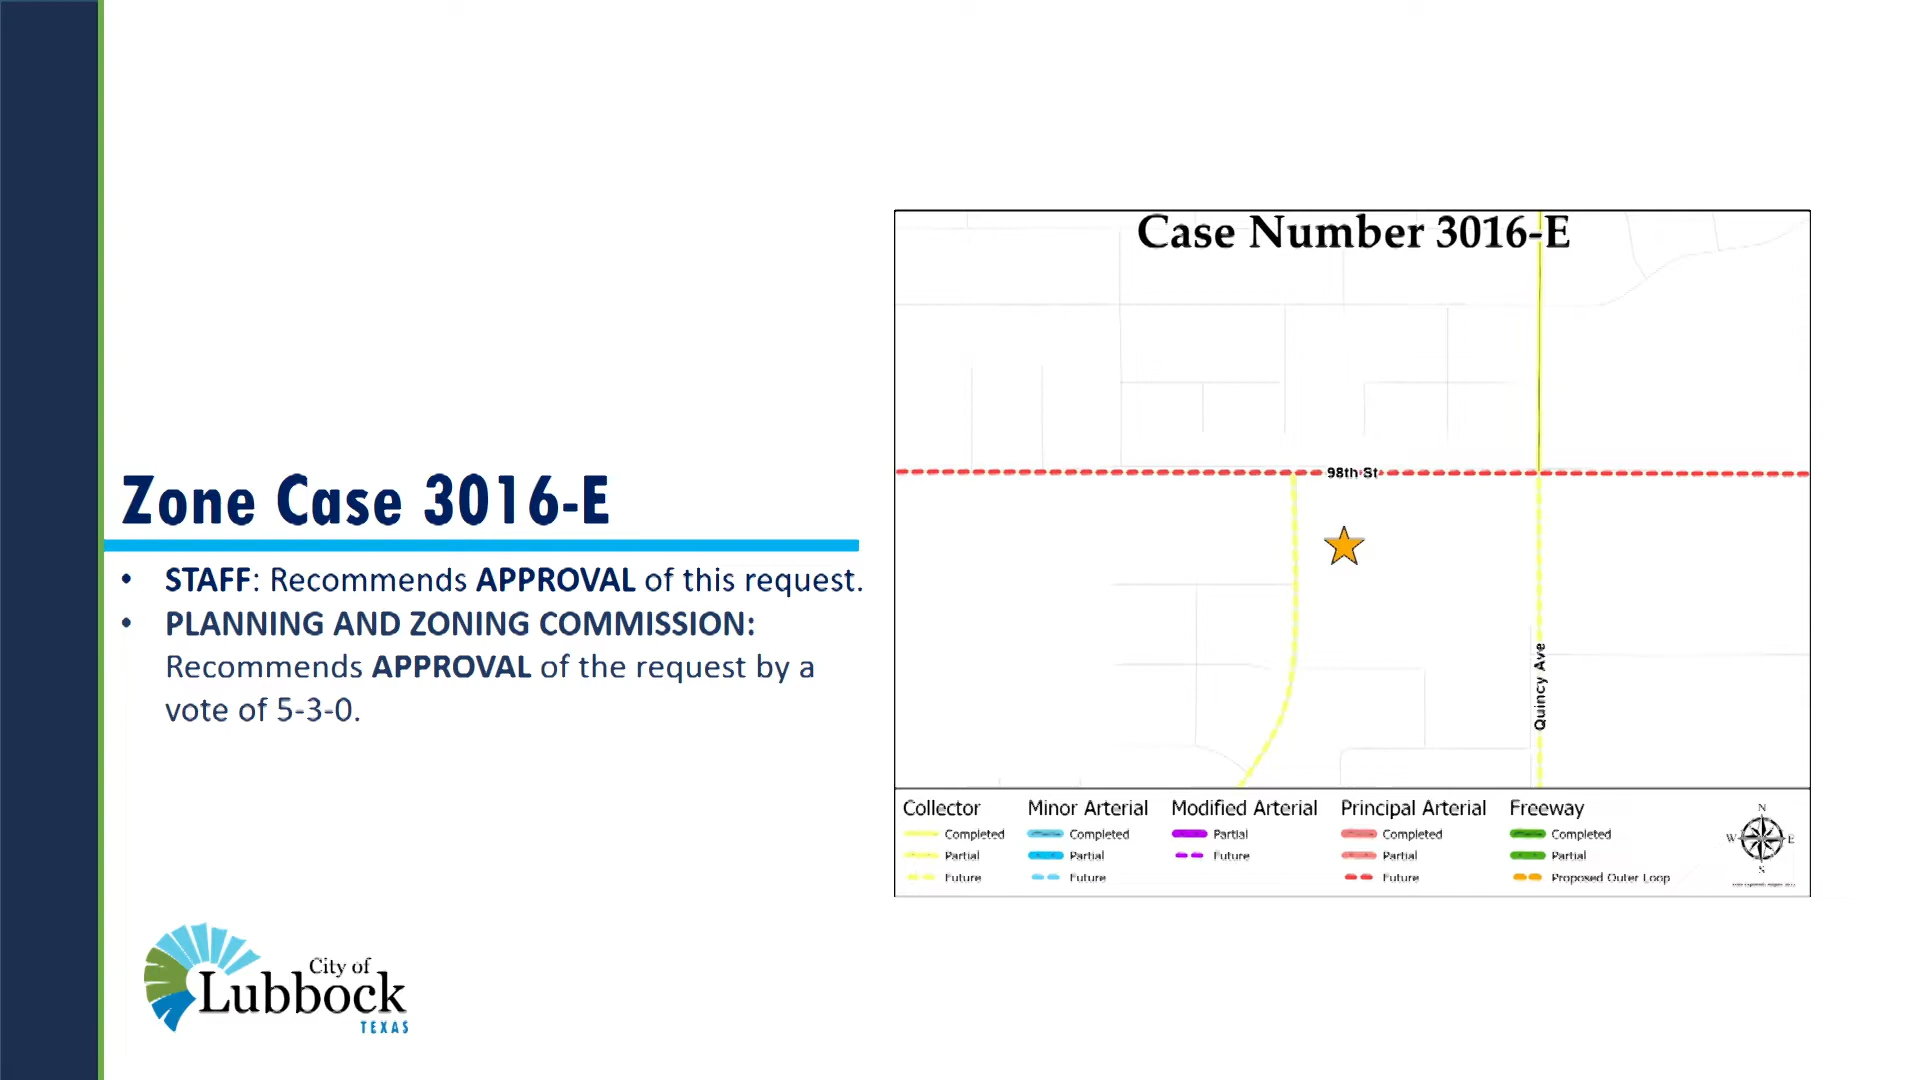 Zone Case 3016-E
• STAFF: Recommends APPROVAL of this request.
• PLANNING AND ZONING COMMISSION:
Recommends APPROVAL of the request by a
vote of 5-3-0.
City of
Lubbock
TEXAS
Case Number 3016-E
98th St
Quincy Ave
Collector
Completed
Partial
Future
Minor Arterial
Completed
Partial
Future
Modified Arterial
Partial
Future
Principal Arterial
Completed
Partial
Future
Freeway
Completed
Partial
Proposed Outer Loop
N
W E
S